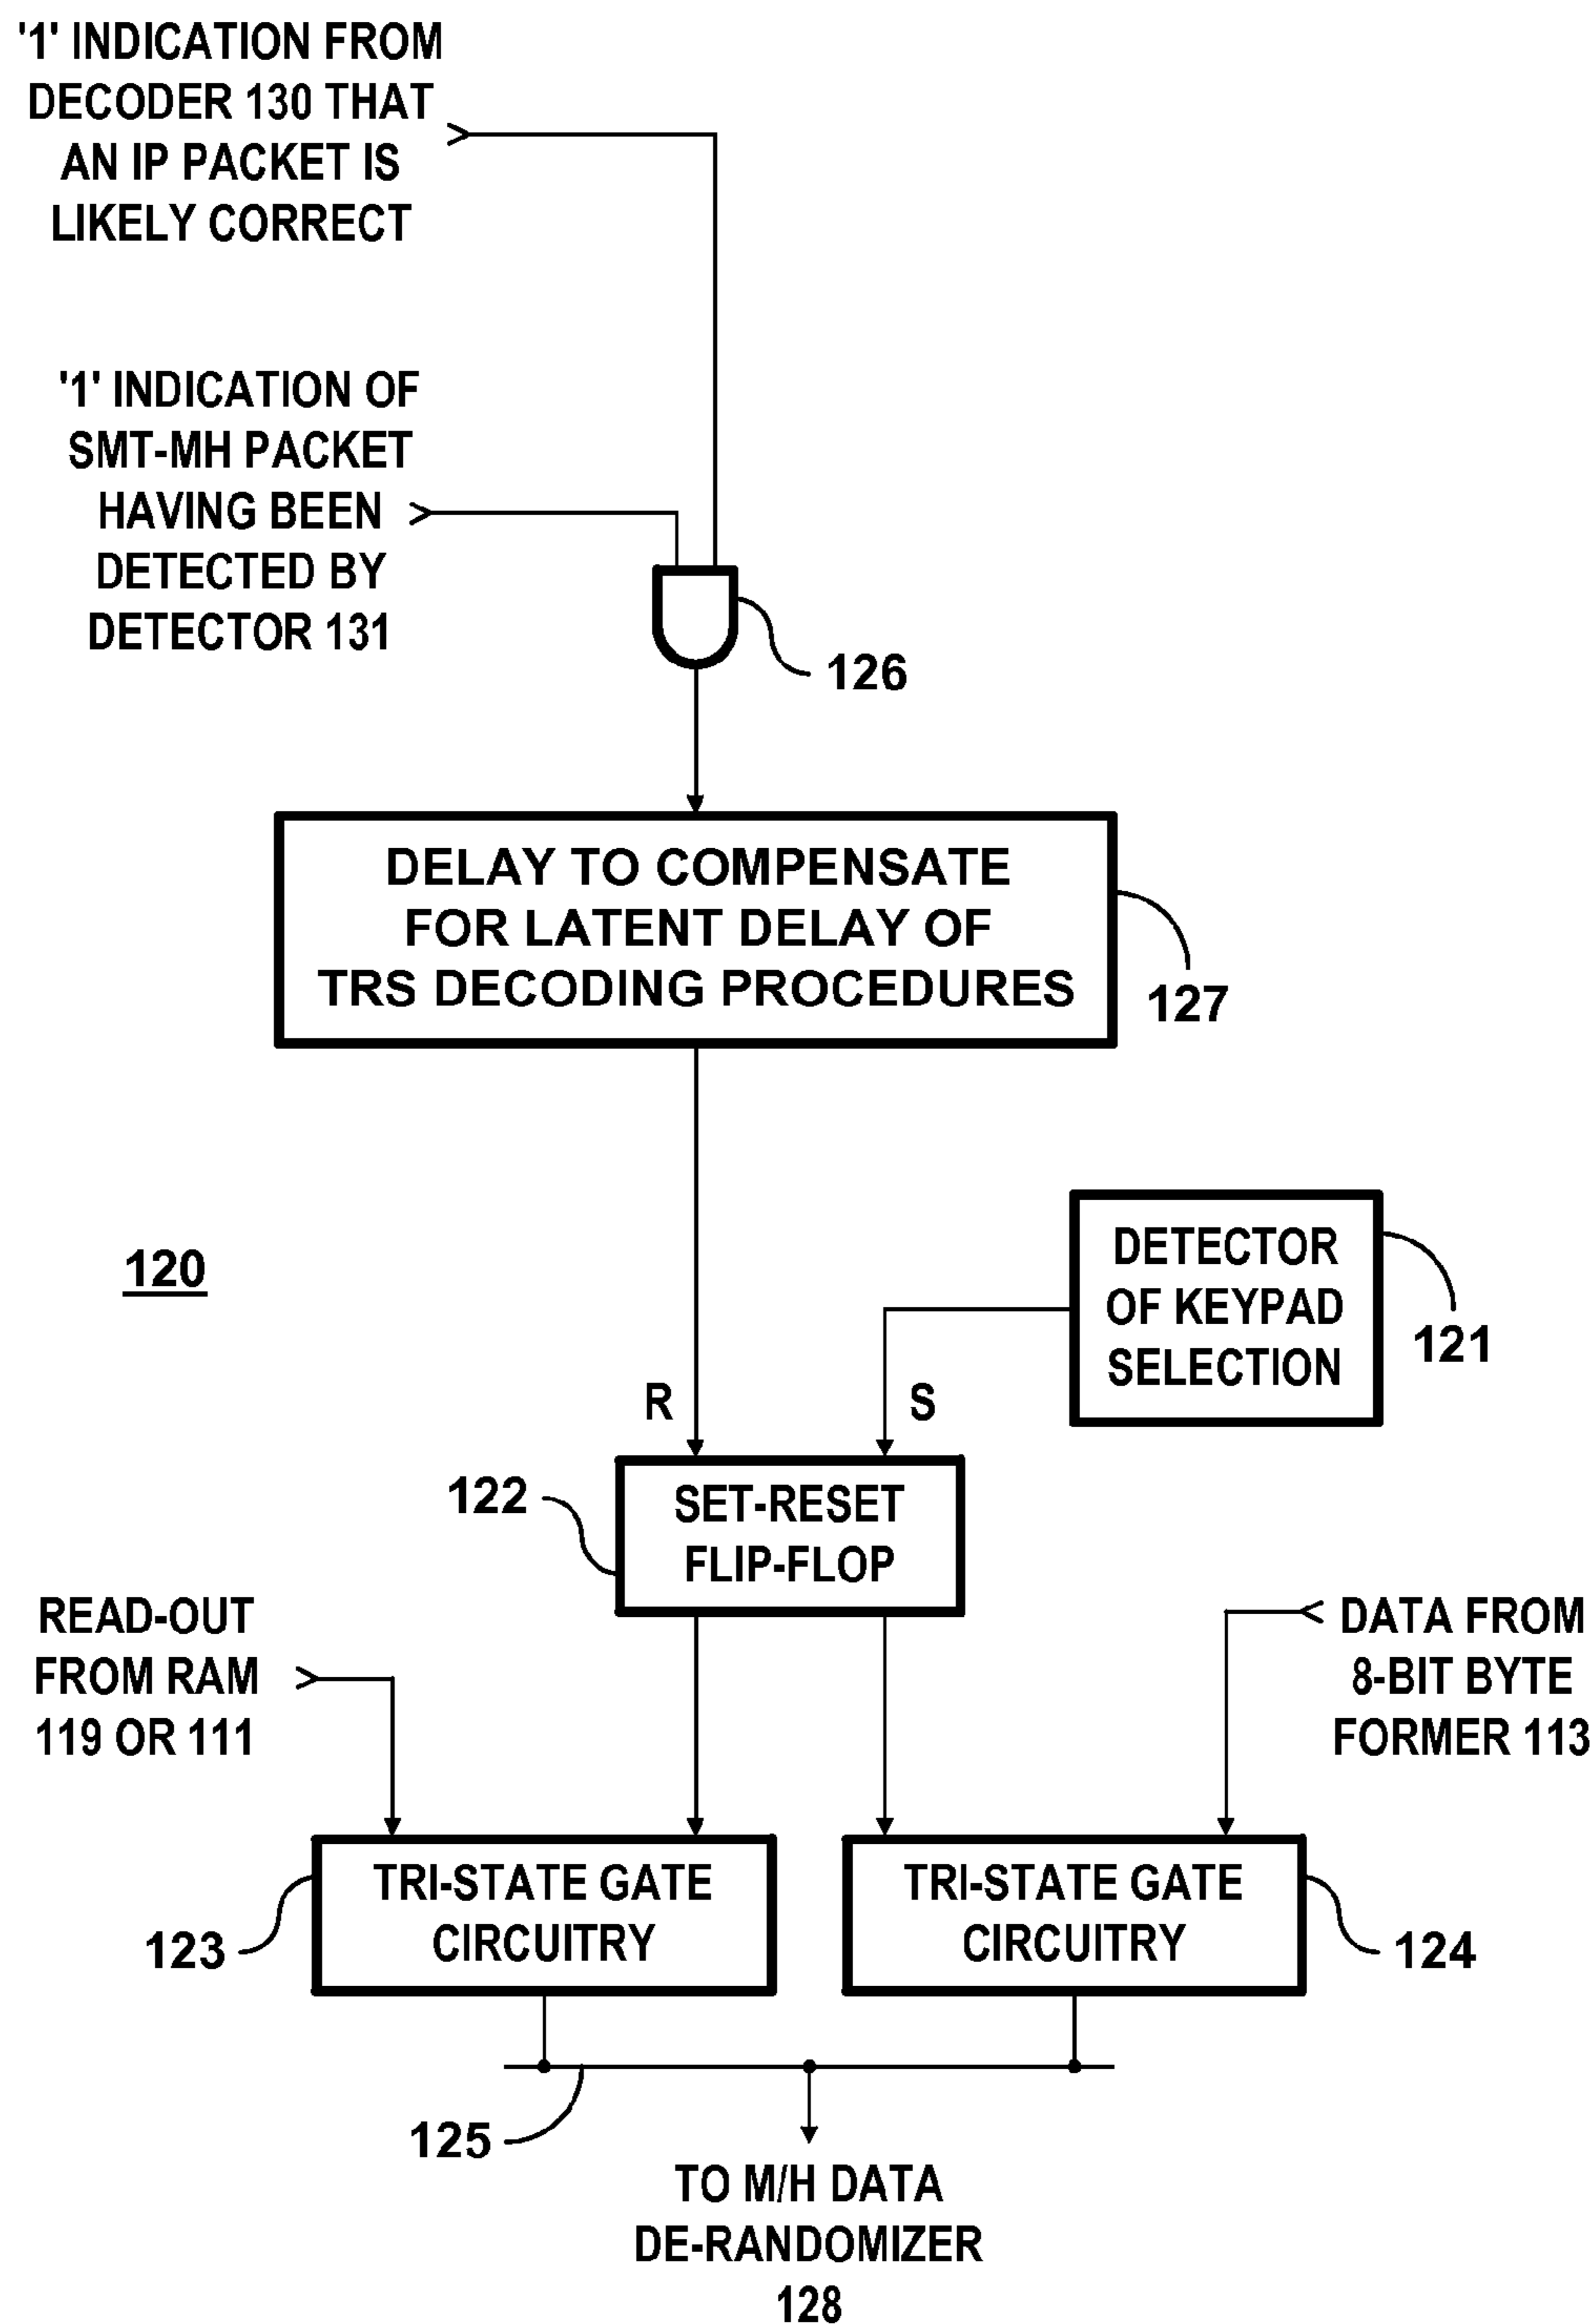 '1' INDICATION FROM
DECODER 130 THAT
AN IP PACKET IS
LIKELY CORRECT
'1' INDICATION OF
SMT-MH PACKET
HAVING BEEN
DETECTED BY
DETECTOR 131
126
DELAY TO COMPENSATE
FOR LATENT DELAY OF
TRS DECODING PROCEDURES
127
120
DETECTOR
OF KEYPAD
SELECTION
121
R
S
122
SET-RESET
FLIP-FLOP
READ-OUT
FROM RAM
119 OR 111
DATA FROM
8-BIT BYTE
FORMER 113
TRI-STATE GATE
CIRCUITRY
123
TRI-STATE GATE
CIRCUITRY
124
125
TO M/H DATA
DE-RANDOMIZER
128